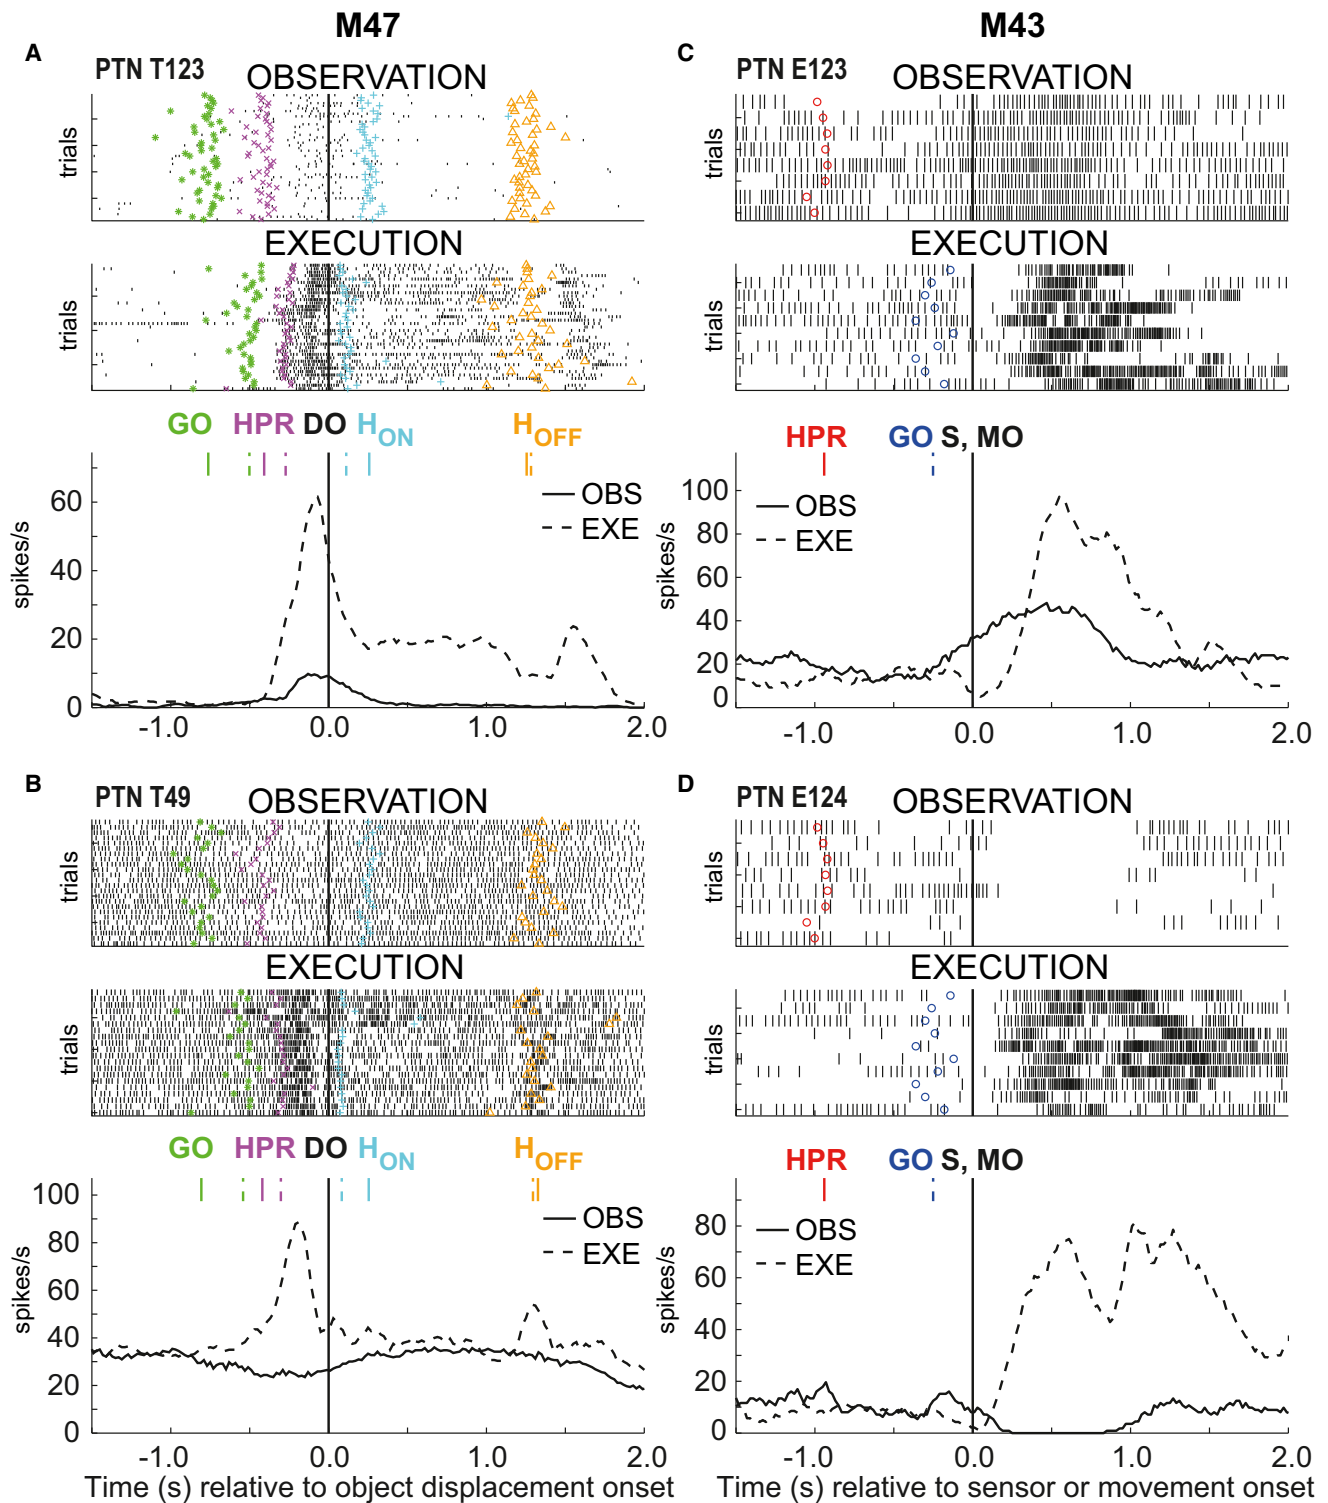 M47
M43
A
PTN T123
OBSERVATION
trials
EXECUTION
trials
GO HPR DO HON HOFF
spikes/s
60
40
20
0
OBS
EXE
-1.0 0.0 1.0 2.0
C
PTN E123
OBSERVATION
trials
EXECUTION
trials
HPR GO S, MO
spikes/s
100
80
60
40
20
0
OBS
EXE
-1.0 0.0 1.0 2.0
B
PTN T49
OBSERVATION
trials
EXECUTION
trials
GO HPR DO HON HOFF
spikes/s
100
80
60
40
20
0
OBS
EXE
-1.0 0.0 1.0 2.0
Time (s) relative to object displacement onset
D
PTN E124
OBSERVATION
trials
EXECUTION
trials
HPR GO S, MO
spikes/s
80
60
40
20
0
OBS
EXE
-1.0 0.0 1.0 2.0
Time (s) relative to sensor or movement onset